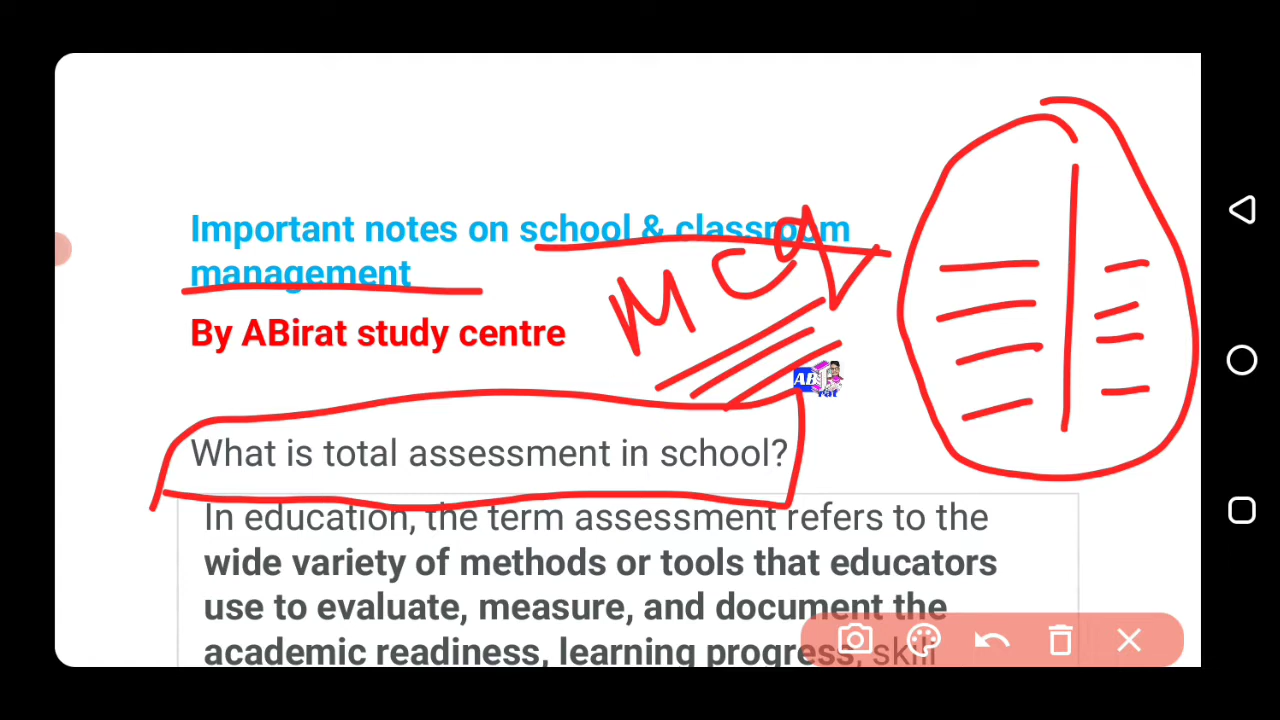 Important notes on school & classroom
management
MCQ
By ABirat study centre
ABirat
What is total assessment in school?
In education, the term assessment refers to the
wide variety of methods or tools that educators
use to evaluate, measure, and document the
academic readiness, learning progress, skill